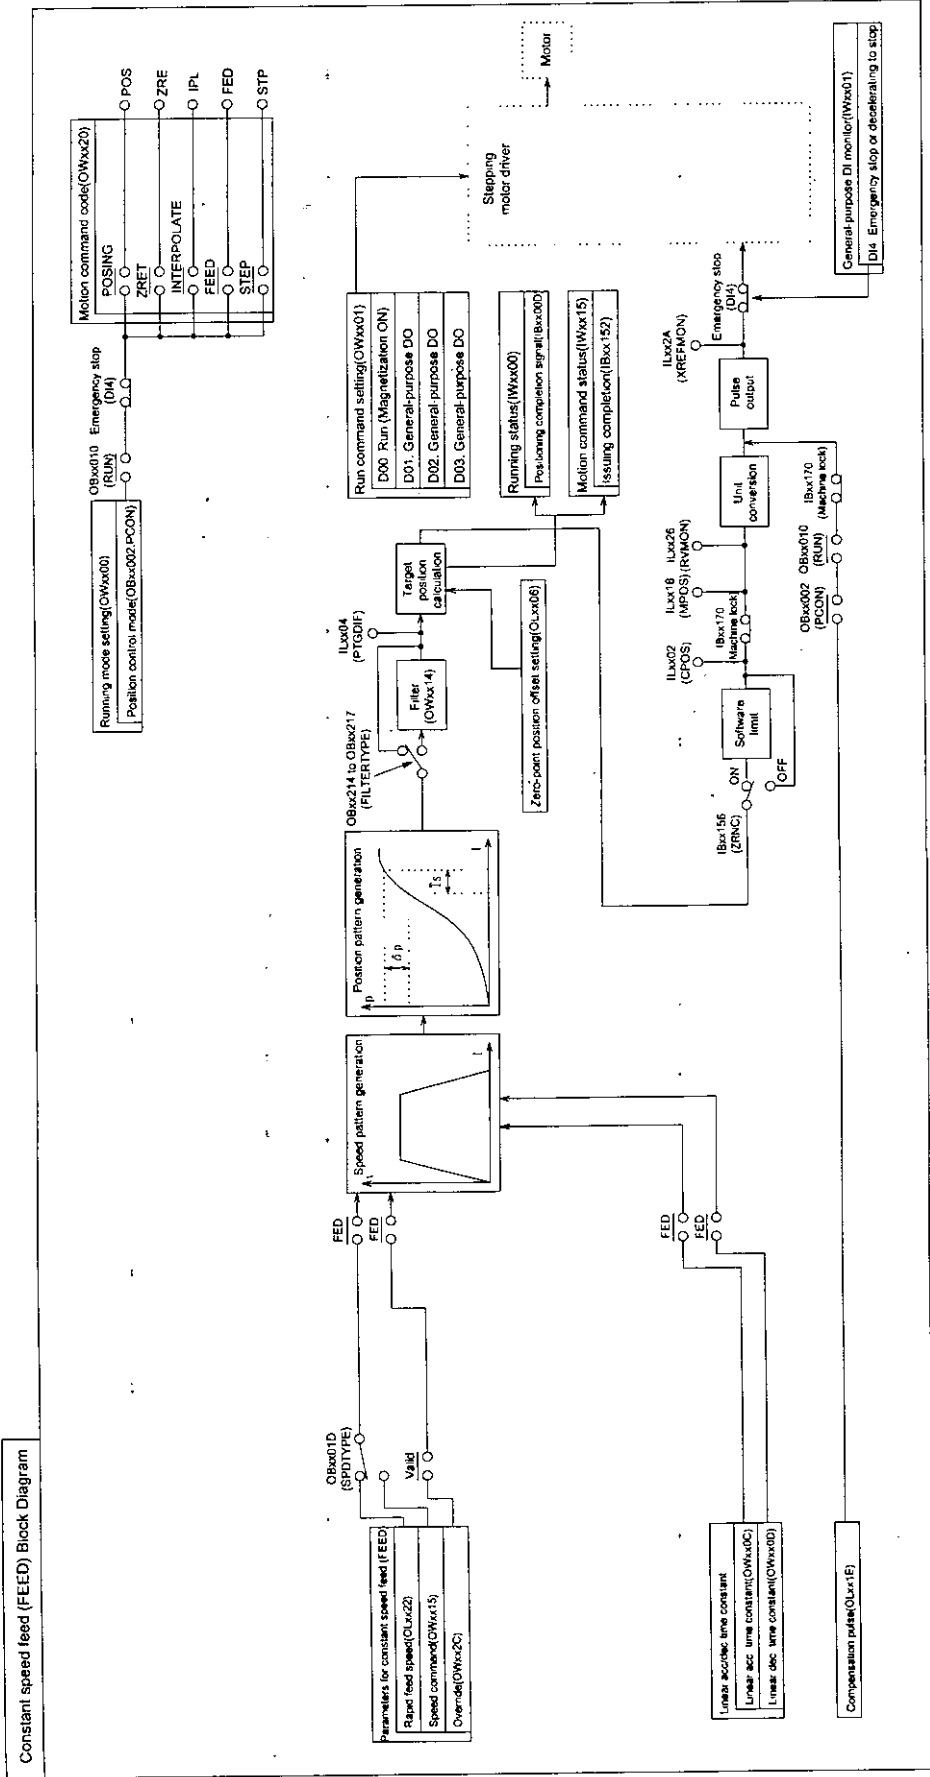 Constant speed feed (FEED) Block Diagram
Running mode setting(OWxx00)
Position control mode(OBxx002.PCON)
OBxx010
(RUN)
Emergency stop
(DI4)
Motion command code(OWxx20)
POSING
ZRET
INTERPOLATE
FEED
STEP
POS
ZRE
IPL
FED
STP
Parameters for constant speed feed (FEED)
Rapid feed speed(OLxx22)
Speed command(OWxx15)
Override(OWxx2C)
OBxx01D
(SPDTYPE)
Valid
FED
FED
Speed pattern generation
t
Position pattern generation
p
δ p
Ts
t
OBxx214 to OBxx217
(FILTERTYPE)
Filter
(OWxx14)
ILxx04
(PTGDIF)
Target
position
calculation
Zero-point position offset setting(OLxx06)
Run command setting(OWxx01)
D00 Run (Magnetization ON)
D01. General-purpose DO
D02. General-purpose DO
D03. General-purpose DO
Running status(IWxx00)
Positioning completion signal(IBxx00D)
Motion command status(IWxx15)
Issuing completion(IBxx152)
Stepping
motor driver
Motor
Linear acc/dec time constant
Linear acc time constant(OWxx0C)
Linear dec time constant(OWxx0D)
FED
FED
IBxx156
(ZRNC)
ON
OFF
Software
limit
ILxx02
(CPOS)
IBxx170
(Machine lock)
ILxx18
(MPOS)
ILxx26
(RVMON)
Unit
conversion
Pulse
output
ILxx2A
(XREFMON)
Emergency stop
(DI4)
Compensation pulse(OLxx1E)
OBxx002
(PCON)
OBxx010
(RUN)
IBxx170
(Machine lock)
General-purpose DI monitor(IWxx01)
DI4 Emergency stop or decelerating to stop